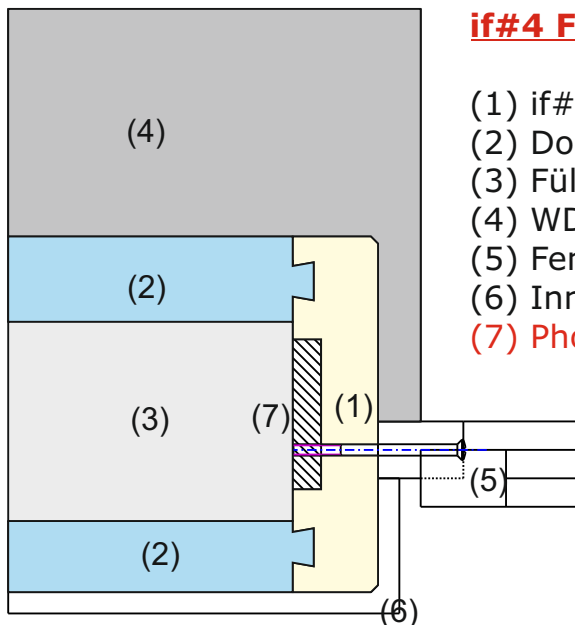 if#4 F
(1) if#
(2) Do
(3) Fül
(4) WD
(5) Fen
(6) Inn
(7) Pho
(4)
(2)
(3)
(7)
(1)
(5)
(2)
(6)